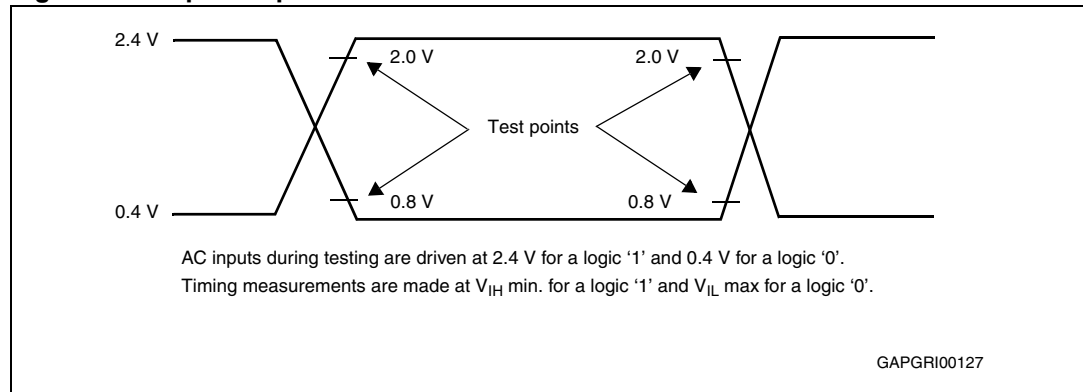 2.4 V
2.0 V
2.0 V
Test points
0.8 V
0.8 V
0.4 V
AC inputs during testing are driven at 2.4 V for a logic ‘1’ and 0.4 V for a logic ‘0’.
Timing measurements are made at VIH min. for a logic ‘1’ and VIL max for a logic ‘0’.
GAPGRI00127